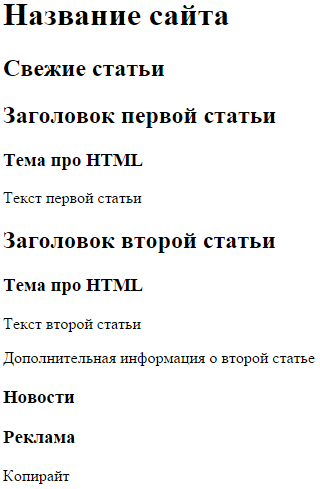 Название сайта
Свежие статьи
Заголовок первой статьи
Тема про HTML
Текст первой статьи
Заголовок второй статьи
Тема про HTML
Текст второй статьи
Дополнительная информация о второй статье
Новости
Реклама
Копирайт